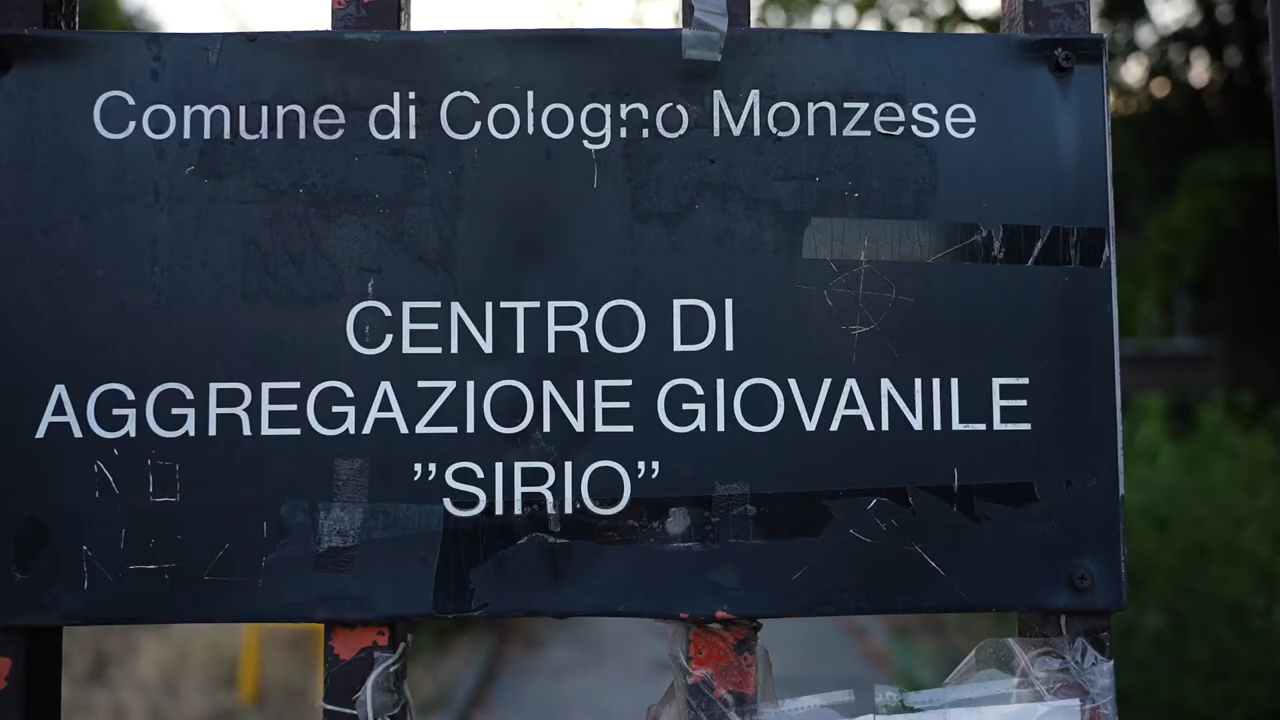 Comune di Cologno Monzese
CENTRO DI
AGGREGAZIONE GIOVANILE
”SIRIO”